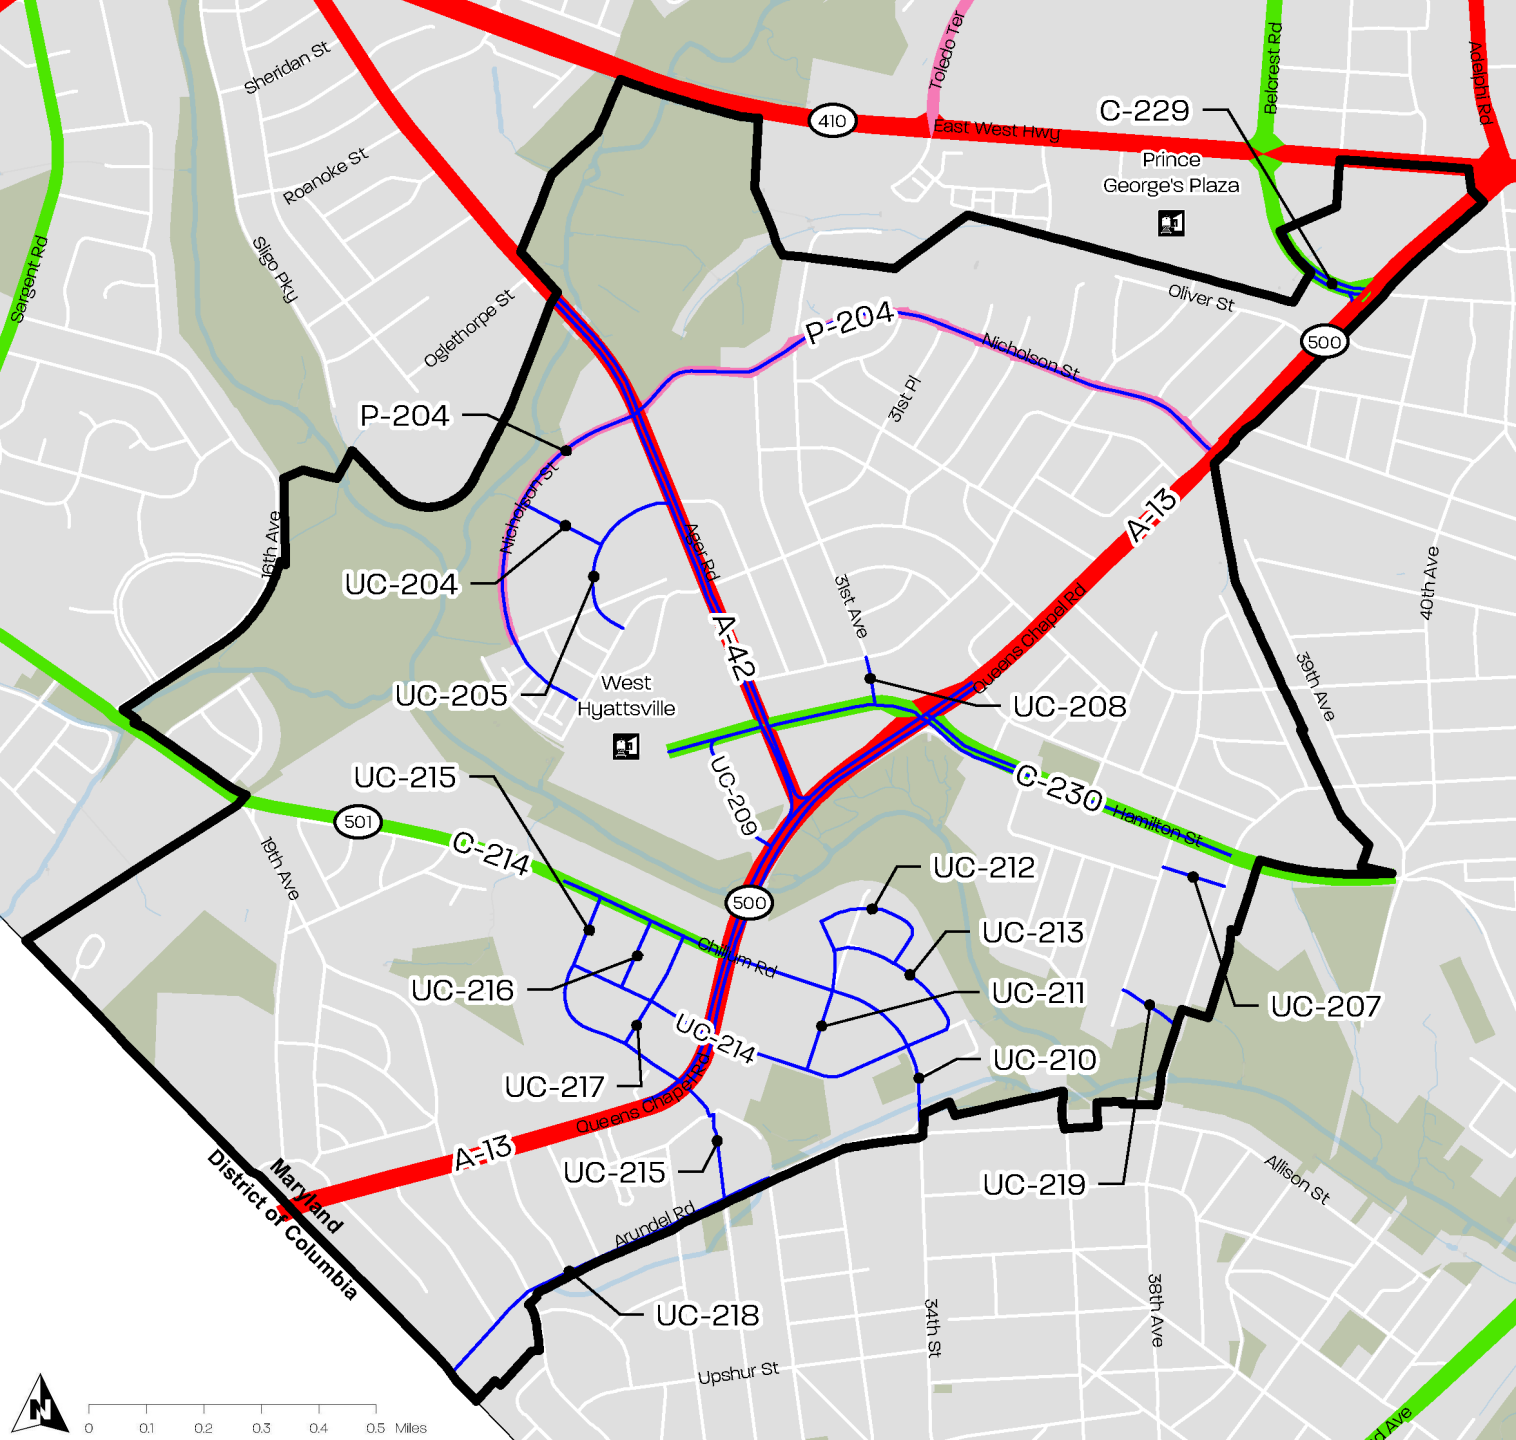 Sheridan St
Toledo Ter
Belcrest Rd
Adelphi Rd
C-229
410
East West Hwy
Prince
George's Plaza
Roanoke St
Sargent Rd
Sligo Pky
Oglethorpe St
Oliver St
P-204
500
Nicholson St
31st Pl
P-204
Nicholson St
16th Ave
A-13
Ager Rd
UC-204
31st Ave
40th Ave
Queens Chapel Rd
A-42
UC-205
West
Hyattsville
UC-208
39th Ave
UC-215
UC-209
C-230
Hamilton St
501
C-214
19th Ave
UC-212
500
UC-213
Chillum Rd
UC-216
UC-211
UC-207
UC-214
UC-210
UC-217
Queens Chapel Rd
A-13
UC-215
UC-219
Allison St
Maryland
District of Columbia
Arundel Rd
UC-218
34th St
38th Ave
Upshur St
N
0 0.1 0.2 0.3 0.4 0.5 Miles
d Ave